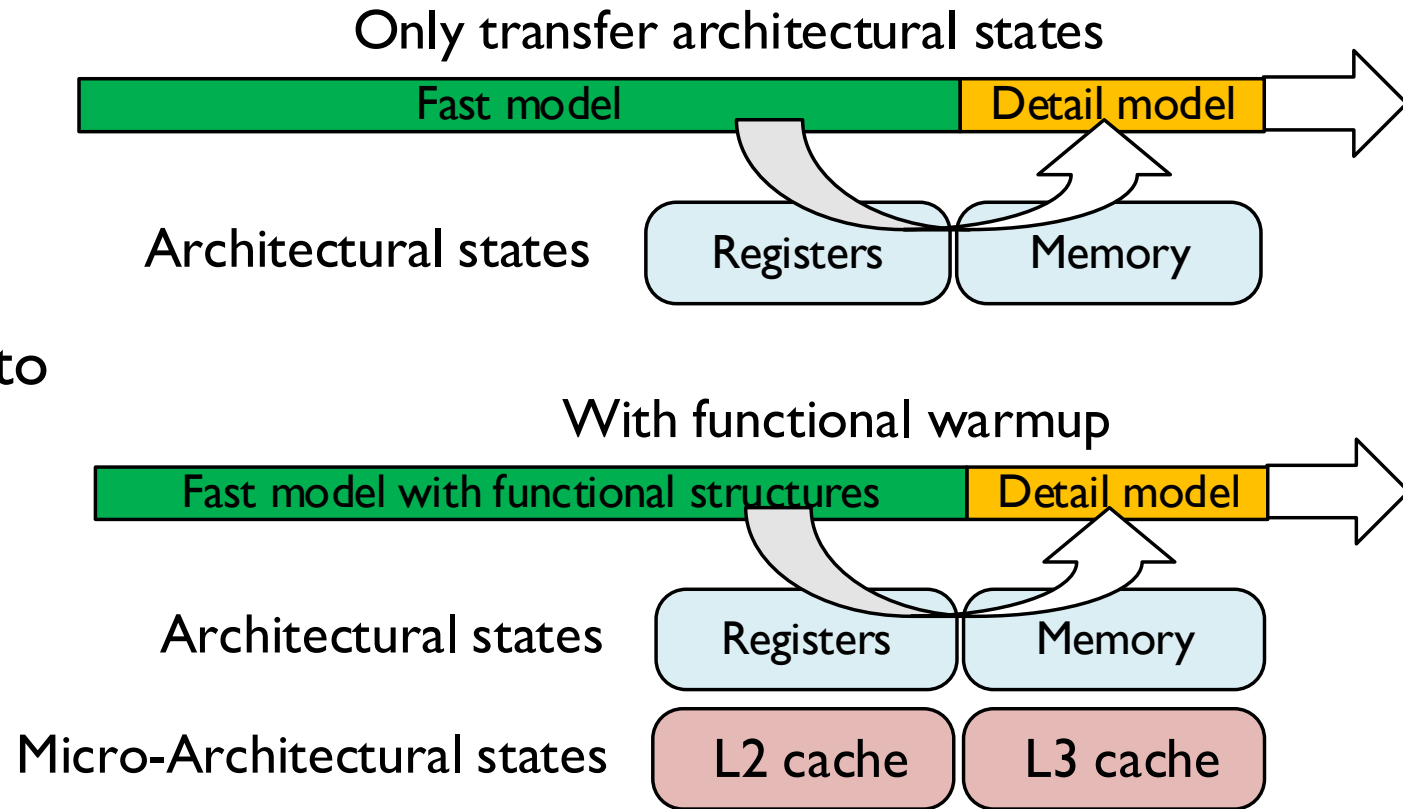 Only transfer architectural states
Fast model Detail model
Architectural states Registers Memory
to
With functional warmup
Fast model with functional structures Detail model
Architectural states Registers Memory
Micro-Architectural states L2 cache L3 cache